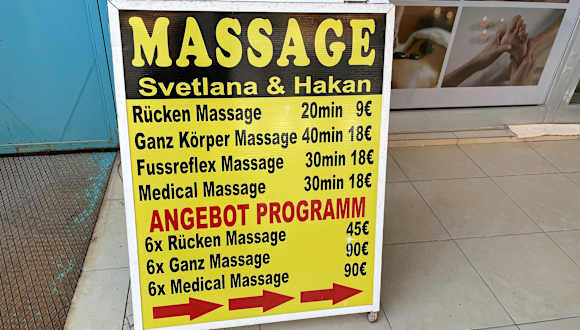 MASSAGE
Svetlana & Hakan
Rücken Massage 20min 9€
Ganz Körper Massage 40min 18€
Fussreflex Massage 30min 18€
Medical Massage 30min 18€
ANGEBOT PROGRAMM
6x Rücken Massage 45€
6x Ganz Massage 90€
6x Medical Massage 90€